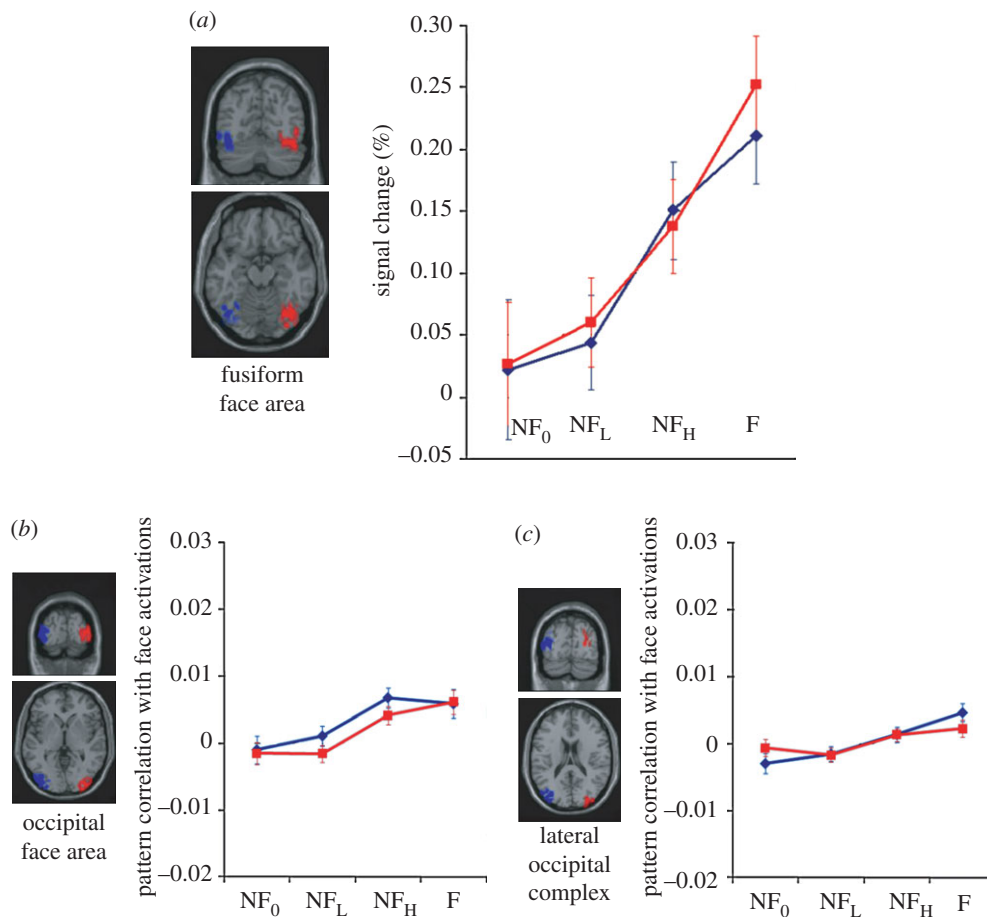 (a)
fusiform
face area
signal change (%)
0.30
0.25
0.20
0.15
0.10
0.05
0
–0.05
NF0 NFL NFH F
(b)
occipital
face area
pattern correlation with face activations
0.03
0.02
0.01
0
–0.01
–0.02
NF0 NFL NFH F
(c)
lateral
occipital
complex
pattern correlation with face activations
0.03
0.02
0.01
0
–0.01
–0.02
NF0 NFL NFH F